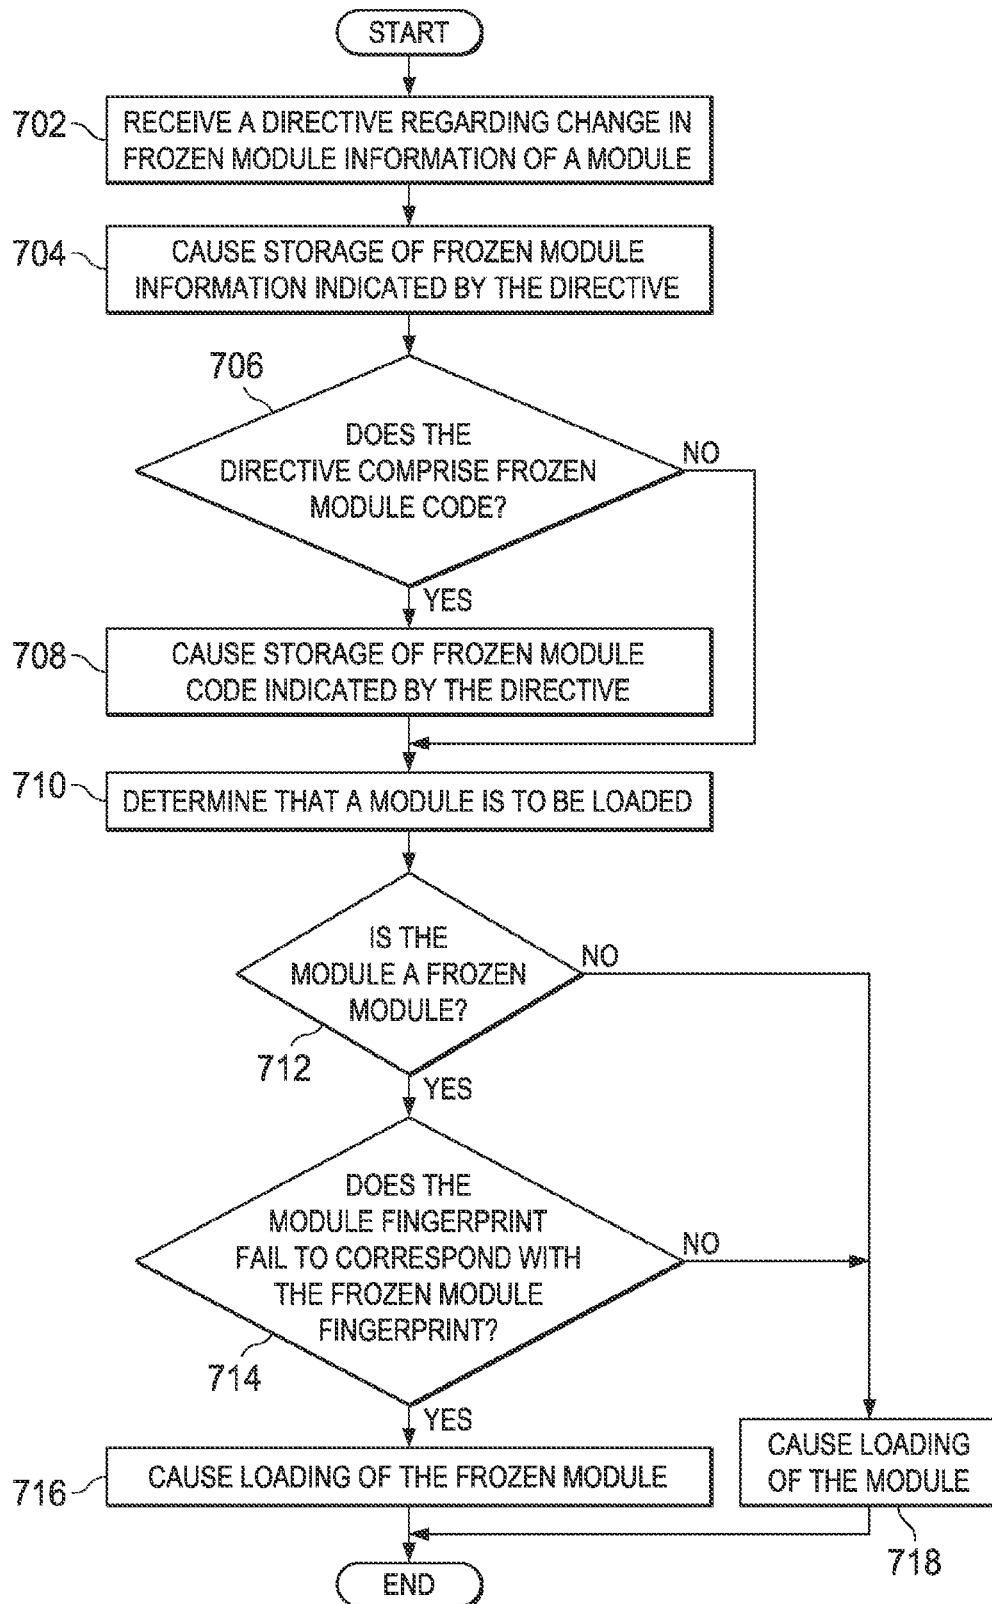 START
702
RECEIVE A DIRECTIVE REGARDING CHANGE IN
FROZEN MODULE INFORMATION OF A MODULE
704
CAUSE STORAGE OF FROZEN MODULE
INFORMATION INDICATED BY THE DIRECTIVE
706
DOES THE
DIRECTIVE COMPRISE FROZEN
MODULE CODE?
NO
YES
708
CAUSE STORAGE OF FROZEN MODULE
CODE INDICATED BY THE DIRECTIVE
710
DETERMINE THAT A MODULE IS TO BE LOADED
IS THE
MODULE A FROZEN
MODULE?
NO
712
YES
DOES THE
MODULE FINGERPRINT
FAIL TO CORRESPOND WITH
THE FROZEN MODULE
FINGERPRINT?
NO
714
YES
716
CAUSE LOADING OF THE FROZEN MODULE
CAUSE LOADING
OF THE MODULE
718
END